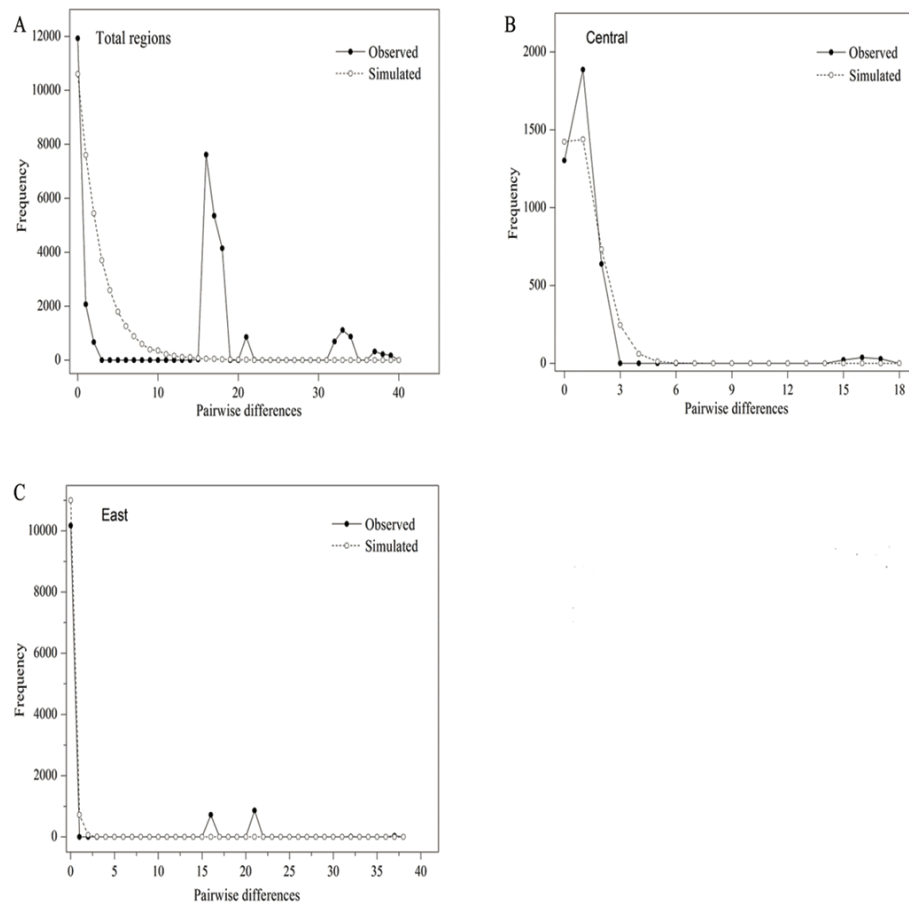 A
Total regions
Observed
Simulated
12000
10000
8000
6000
4000
2000
0
Frequency
0 10 20 30 40
Pairwise differences
B
Central
Observed
Simulated
2000
1500
1000
500
0
Frequency
0 3 6 9 12 15 18
Pairwise differences
C
East
Observed
Simulated
10000
8000
6000
4000
2000
0
Frequency
0 5 10 15 20 25 30 35 40
Pairwise differences